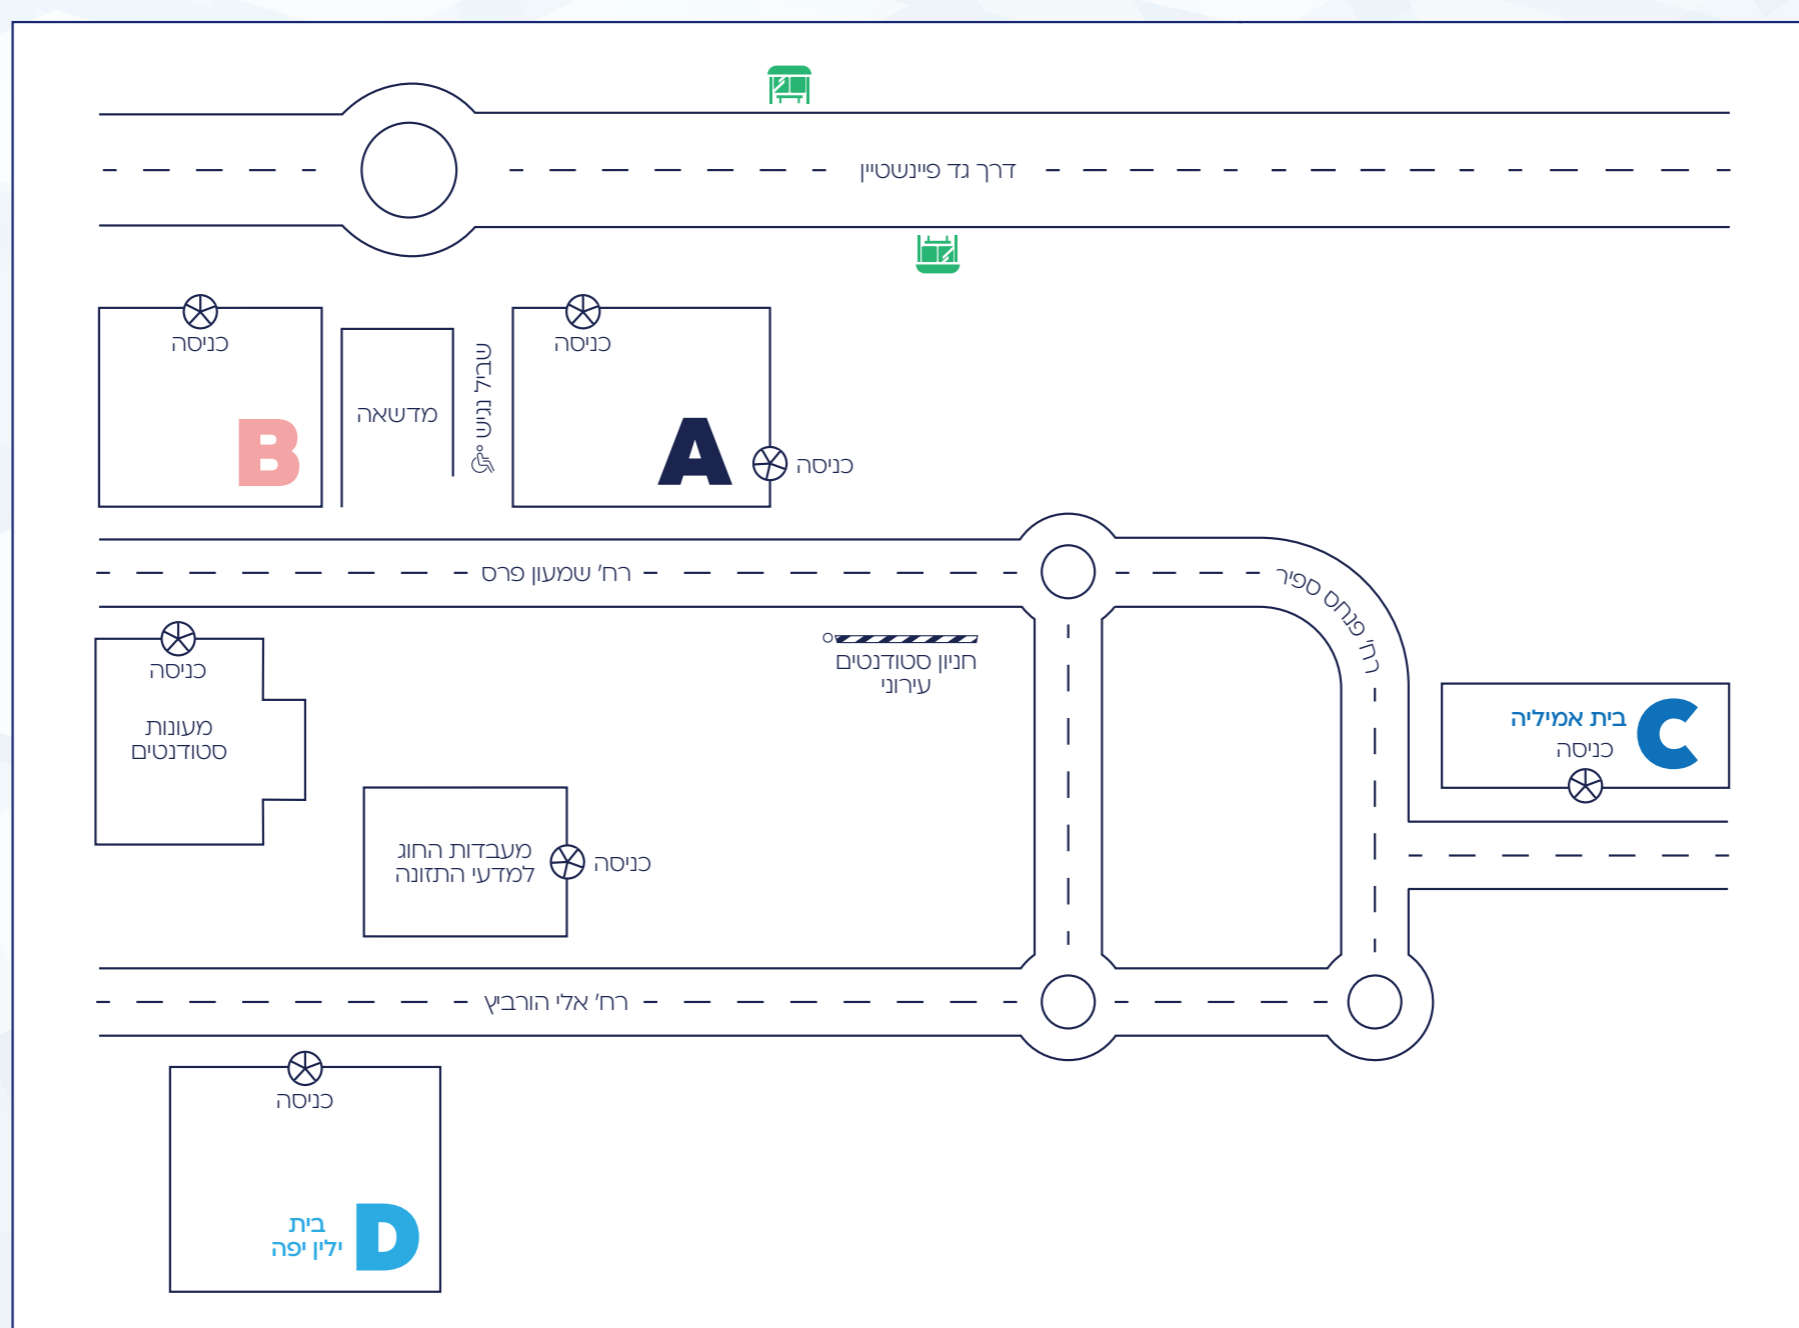 דרך גד פיינשטיין
כניסה
כניסה
שביל נגיש
מדשאה
A
B
כניסה
רח' שמעון פרס
רח' פנחס ספיר
חניון סטודנטים
עירוני
כניסה
מעונות
סטודנטים
C
בית אמיליה
כניסה
מעבדות החוג
למדעי התזונה
כניסה
רח' אלי הורביץ
כניסה
D
בית
ילין יפה